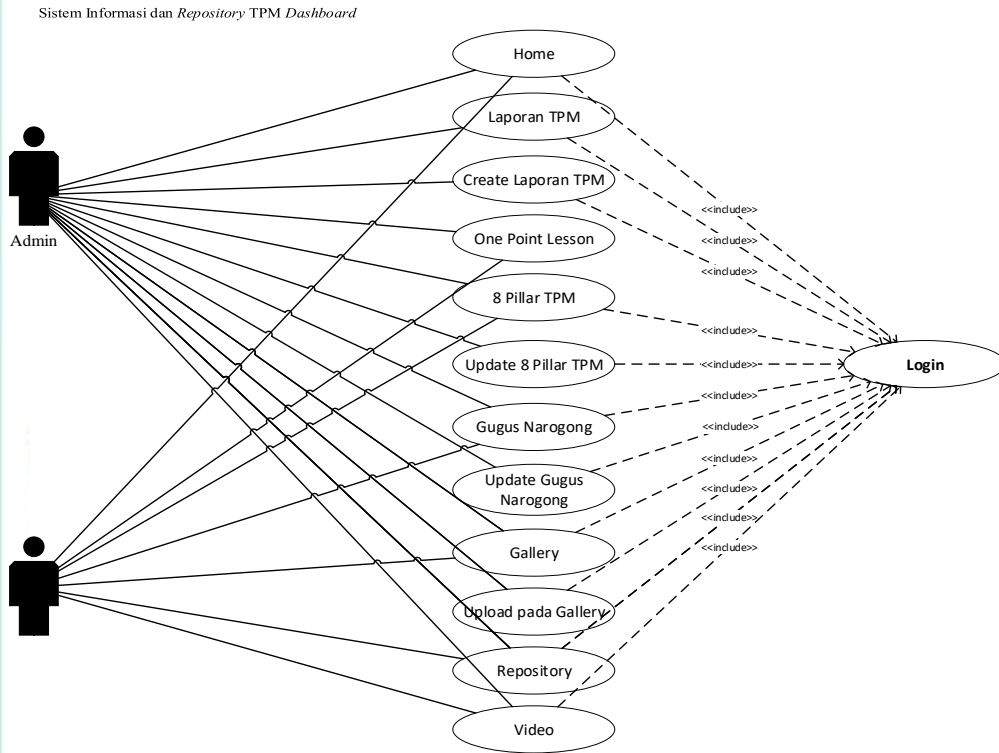 Sistem Informasi dan Repository TPM Dashboard
Home
Laporan TPM
Create Laporan TPM
One Point Lesson
8 Pillar TPM
Update 8 Pillar TPM
Gugus Narogong
Update Gugus
Narogong
Gallery
Upload pada Gallery
Repository
Video
Admin
<<include>>
<<include>>
<<include>>
<<include>>
<<include>>
<<include>>
<<include>>
<<include>>
<<include>>
<<include>>
<<include>>
Login